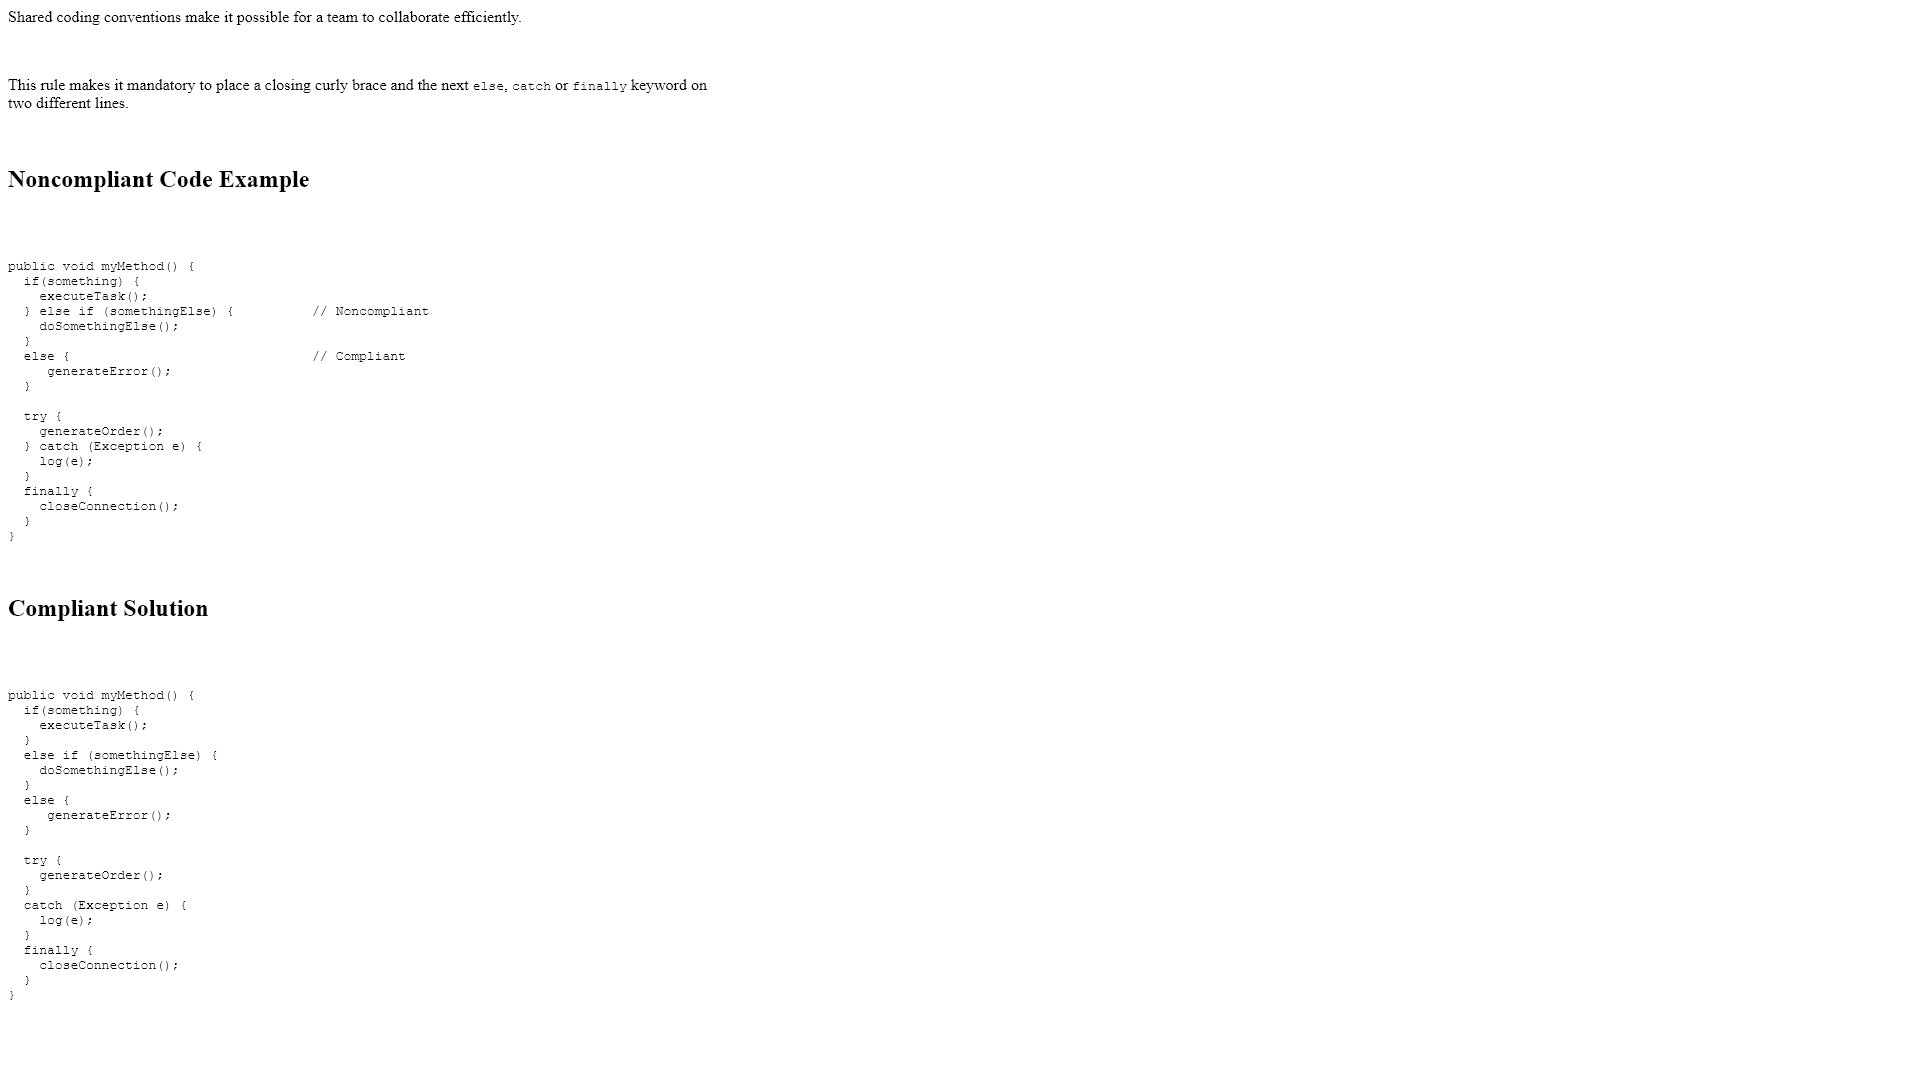 Shared coding conventions make it possible for a team to collaborate efficiently.
This rule makes it mandatory to place a closing curly brace and the next else, catch or finally keyword on
two different lines.
Noncompliant Code Example
public void myMethod() {
  if(something) {
    executeTask();
  } else if (somethingElse) {          // Noncompliant
    doSomethingElse();
  }
  else {                               // Compliant
     generateError();
  }
  try {
    generateOrder();
  } catch (Exception e) {
    log(e);
  }
  finally {
    closeConnection();
  }
}
Compliant Solution
public void myMethod() {
  if(something) {
    executeTask();
  }
  else if (somethingElse) {
    doSomethingElse();
  }
  else {
     generateError();
  }
  try {
    generateOrder();
  }
  catch (Exception e) {
    log(e);
  }
  finally {
    closeConnection();
  }
}